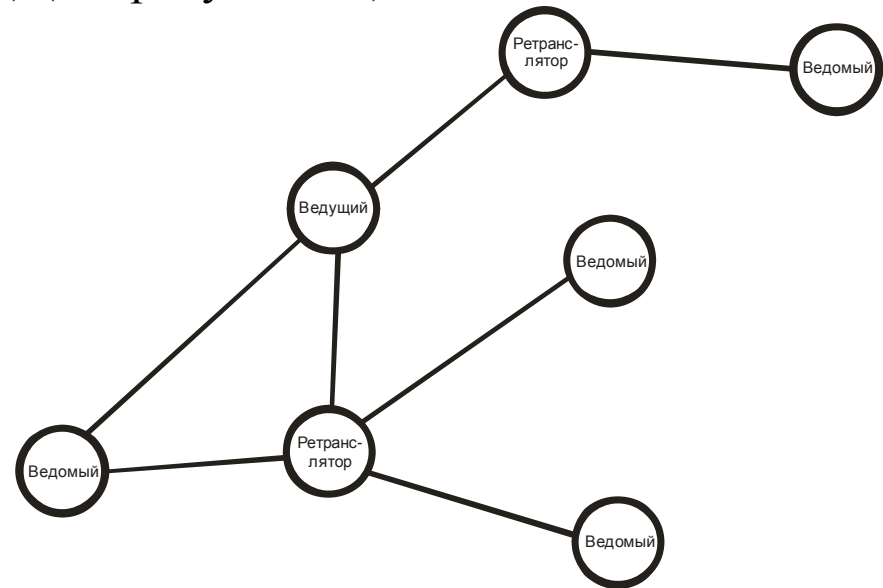 Ретранс-
лятор
Ведомый
Ведущий
Ведомый
Ретранс-
лятор
Ведомый
Ведомый